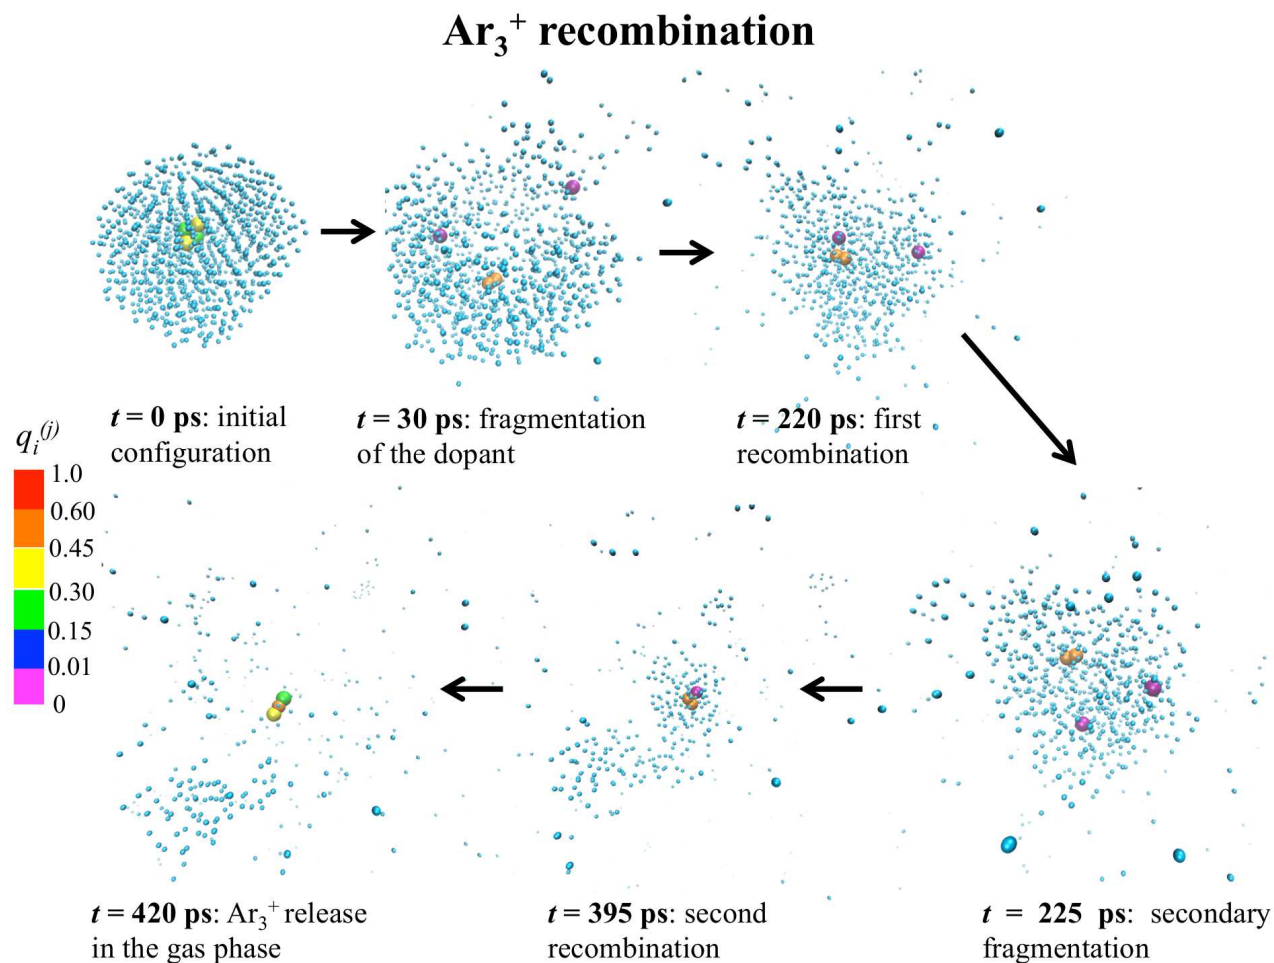 Ar₃⁺ recombination
t = 0 ps: initial
configuration
t = 30 ps: fragmentation
of the dopant
t = 220 ps: first
recombination
qᵢ⁽ʲ⁾
1.0
0.60
0.45
0.30
0.15
0.01
0
t = 225 ps: secondary
fragmentation
t = 395 ps: second
recombination
t = 420 ps: Ar₃⁺ release
in the gas phase